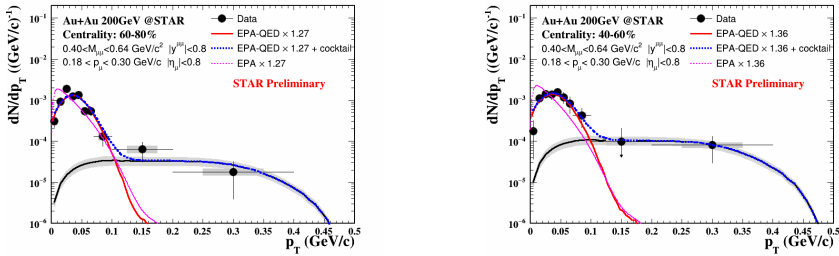 Au+Au 200GeV @STAR
Centrality: 60-80%
0.40<M_μμ<0.64 GeV/c² |y^μμ|<0.8
0.18 < p_μ < 0.30 GeV/c |η_μ|<0.8
Data
EPA-QED × 1.27
EPA-QED × 1.27 + cocktail
EPA × 1.27
STAR Preliminary
dN/dp_T ((GeV/c)⁻¹)
10⁻¹
10⁻²
10⁻³
10⁻⁴
10⁻⁵
10⁻⁶
0 0.05 0.1 0.15 0.2 0.25 0.3 0.35 0.4 0.45 0.5
p_T (GeV/c)
Au+Au 200GeV @STAR
Centrality: 40-60%
0.40<M_μμ<0.64 GeV/c² |y^μμ|<0.8
0.18 < p_μ < 0.30 GeV/c |η_μ|<0.8
Data
EPA-QED × 1.36
EPA-QED × 1.36 + cocktail
EPA × 1.36
STAR Preliminary
dN/dp_T ((GeV/c)⁻¹)
10⁻¹
10⁻²
10⁻³
10⁻⁴
10⁻⁵
10⁻⁶
0 0.05 0.1 0.15 0.2 0.25 0.3 0.35 0.4 0.45 0.5
p_T (GeV/c)